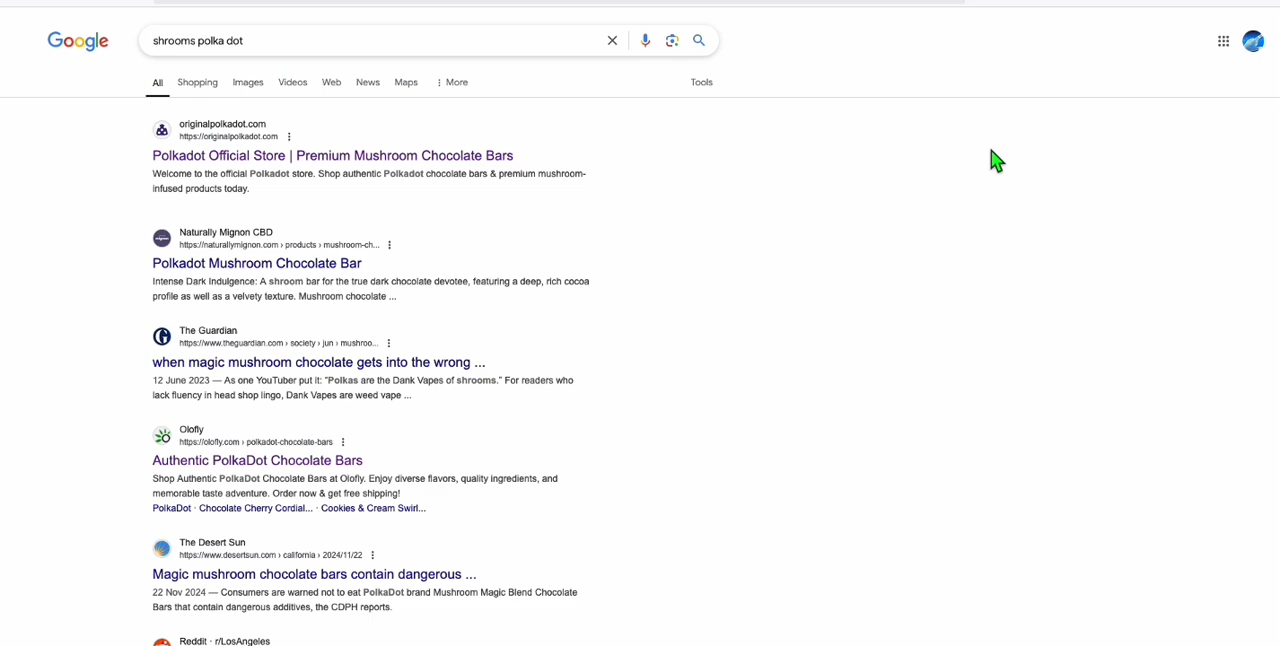 Google
shrooms polka dot
All Shopping Images Videos Web News Maps More Tools
originalpolkadot.com
https://originalpolkadot.com
Polkadot Official Store | Premium Mushroom Chocolate Bars
Welcome to the official Polkadot store. Shop authentic Polkadot chocolate bars & premium mushroom-
infused products today.
Naturally Mignon CBD
https://naturallymignon.com › products › mushroom-ch...
Polkadot Mushroom Chocolate Bar
Intense Dark Indulgence: A shroom bar for the true dark chocolate devotee, featuring a deep, rich cocoa
profile as well as a velvety texture. Mushroom chocolate ...
The Guardian
https://www.theguardian.com › society › jun › mushroo...
when magic mushroom chocolate gets into the wrong ...
12 June 2023 — As one YouTuber put it: "Polkas are the Dank Vapes of shrooms." For readers who
lack fluency in head shop lingo, Dank Vapes are weed vape ...
Olofly
https://olofly.com › polkadot-chocolate-bars
Authentic PolkaDot Chocolate Bars
Shop Authentic PolkaDot Chocolate Bars at Olofly. Enjoy diverse flavors, quality ingredients, and
memorable taste adventure. Order now & get free shipping!
PolkaDot · Chocolate Cherry Cordial... · Cookies & Cream Swirl...
The Desert Sun
https://www.desertsun.com › california › 2024/11/22
Magic mushroom chocolate bars contain dangerous ...
22 Nov 2024 — Consumers are warned not to eat PolkaDot brand Mushroom Magic Blend Chocolate
Bars that contain dangerous additives, the CDPH reports.
Reddit · r/LosAngeles